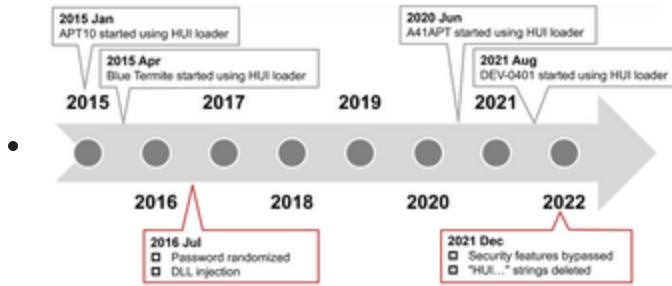 2015 Jan
APT10 started using HUI loader
2015 Apr
Blue Termite started using HUI loader
2020 Jun
A41APT started using HUI loader
2021 Aug
DEV-0401 started using HUI loader
2015
2017
2019
2021
2016
2018
2020
2022
2016 Jul
Password randomized
DLL injection
2021 Dec
Security features bypassed
"HUI..." strings deleted